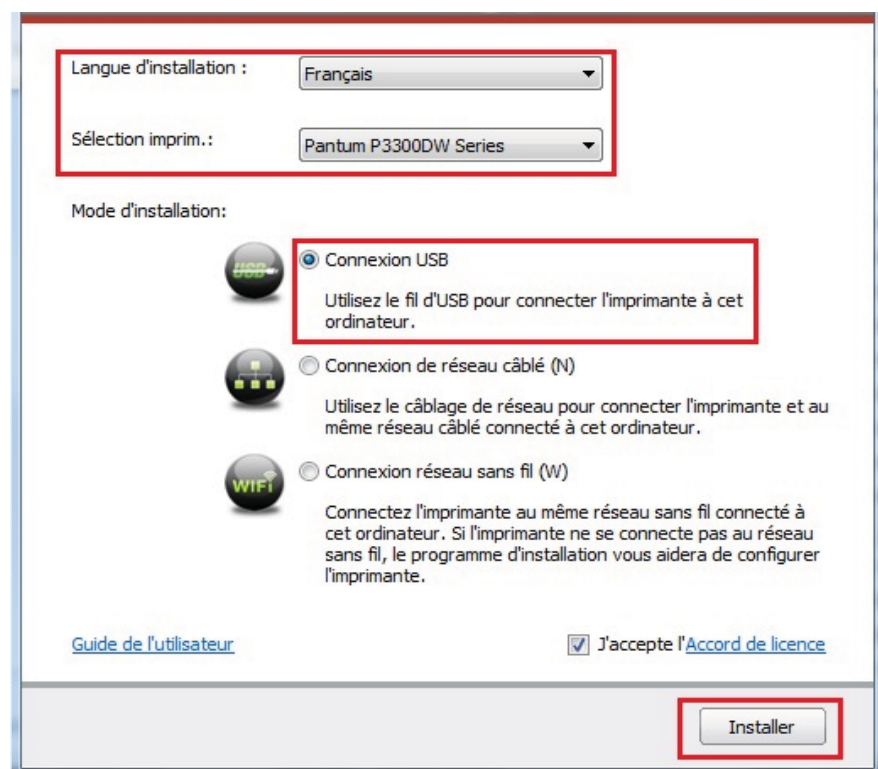 Langue d'installation :
Français
Sélection imprim.:
Pantum P3300DW Series
Mode d'installation:
USB
Connexion USB
Utilisez le fil d'USB pour connecter l'imprimante à cet
ordinateur.
Connexion de réseau câblé (N)
Utilisez le câblage de réseau pour connecter l'imprimante et au
même réseau câblé connecté à cet ordinateur.
WiFi
Connexion réseau sans fil (W)
Connectez l'imprimante au même réseau sans fil connecté à
cet ordinateur. Si l'imprimante ne se connecte pas au réseau
sans fil, le programme d'installation vous aidera de configurer
l'imprimante.
Guide de l'utilisateur
J'accepte l'Accord de licence
Installer